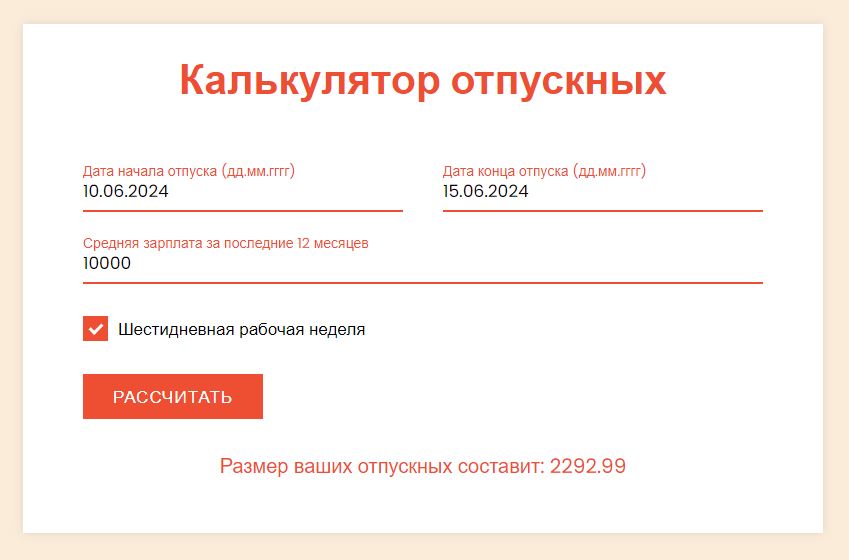 Калькулятор отпускных
Дата начала отпуска (дд.мм.гггг)
10.06.2024
Дата конца отпуска (дд.мм.гггг)
15.06.2024
Средняя зарплата за последние 12 месяцев
10000
Шестидневная рабочая неделя
РАССЧИТАТЬ
Размер ваших отпускных составит: 2292.99